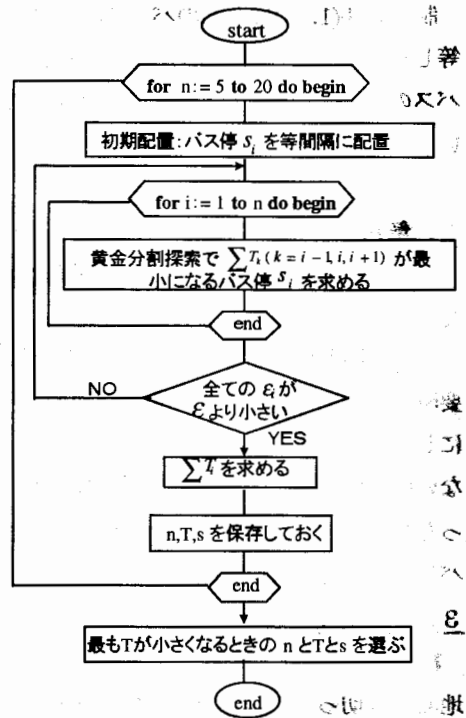 start
for n:= 5 to 20 do begin
初期配置：バス停 s_i を等間隔に配置
for i:= 1 to n do begin
黄金分割探索で ∑T_k(k=i-1,i,i+1) が最
小になるバス停 s_i を求める
end
全ての ε_i が
ε より小さい
NO
YES
∑T_i を求める
n,T,s を保存しておく
end
最もTが小さくなるときの n とTとs を選ぶ
end